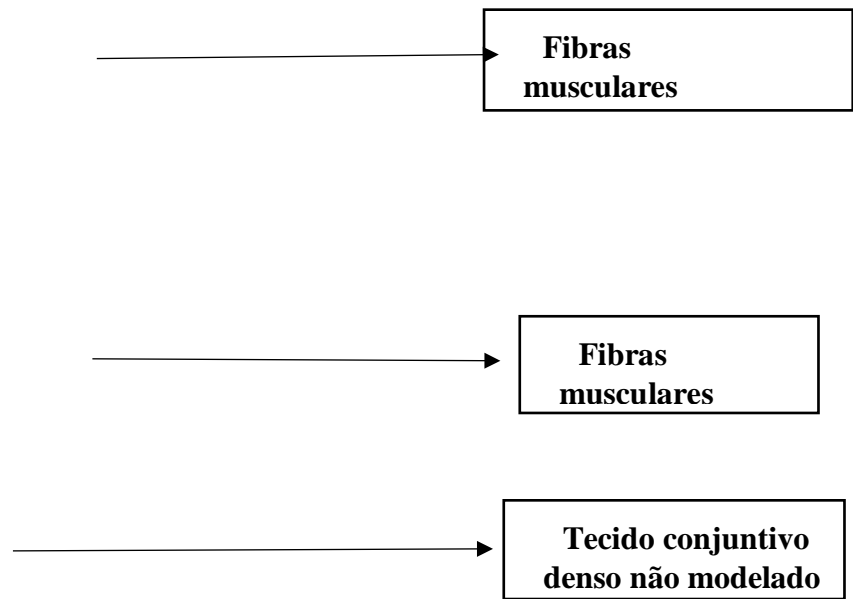 Fibras
musculares
Fibras
musculares
Tecido conjuntivo
denso não modelado